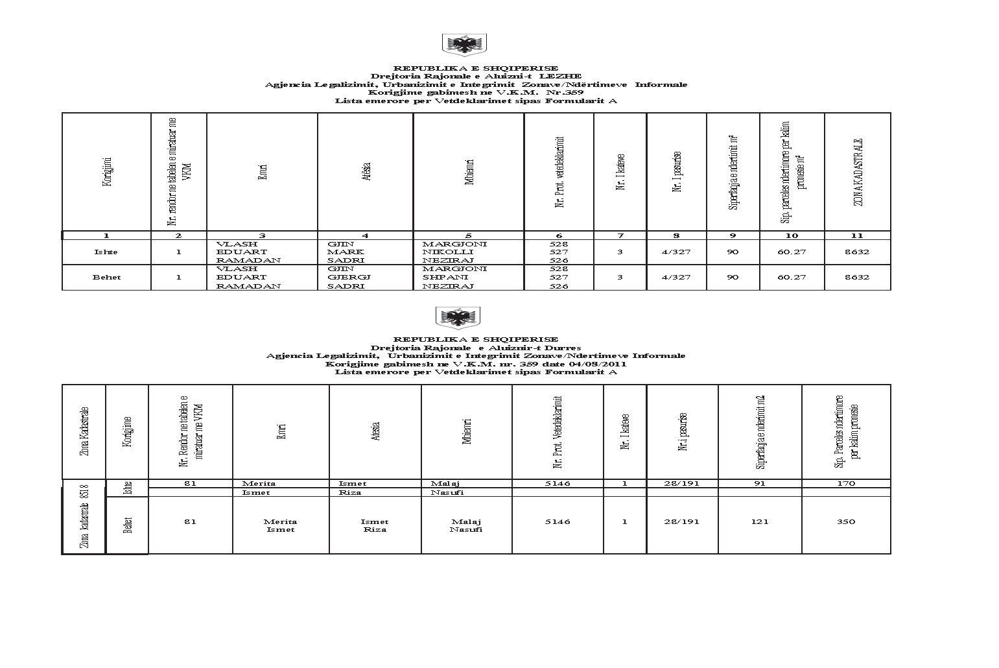 REPUBLIKA E SHQIPERISE
Drejtoria Rajonale e Aluizni-t LEZHE
Agjencia Legalizimit, Urbanizimit e Integrimit Zonave/Ndërtimeve Informale
Korigjime gabimesh ne V.K.M. Nr.359
Lista emerore per Vetdeklarimet sipas Formularit A
Korigjimi
Nr. rendor ne tabelen e miratuar me
VKM
Emri
Atësia
Mbiemri
Nr. Prot. vetedeklarimit
Nr. I kateve
Nr. I pasurise
Siperfaqja e ndertimit m²
Sip. parceles ndertimore per kalim
pronesie m²
ZONA KADASTRALE
1 2 3 4 5 6 7 8 9 10 11
VLASH GJIN MARGJONI 528
Ishte 1 EDUART MARK NIKOLLI 527 3 4/327 90 60.27 8632
RAMADAN SADRI NEZIRAJ 526
VLASH GJIN MARGJONI 528
Behet 1 EDUART GJERGJ SHPANI 527 3 4/327 90 60.27 8632
RAMADAN SADRI NEZIRAJ 526
REPUBLIKA E SHQIPERISE
Drejtoria Rajonale e Aluiznir-t Durres
Agjencia Legalizimit, Urbanizimit e Integrimit Zonave/Ndertimeve Informale
Korigjime gabimesh ne V.K.M. nr. 359 date 04/08/2011
Lista emerore per Vetdeklarimet sipas Formularit A
Zona Kadastrale
Korigjime
Nr. Rendor ne tabelen e
miratuar me VKM
Emri
Atesia
Mbiemri
Nr. Prot. Vetedeklarimit
Nr. I kateve
Nr.i pasurise
Siperfaqja e nderimit m2
Sip. Parceles ndertimore
per kalim pronesie
Zona kadastrale 8518
Ishte
81 Merita Ismet Malaj 5146 1 28/191 91 170
Ismet Riza Nasufi
Behet
81 Merita Ismet Malaj 5146 1 28/191 121 350
Ismet Riza Nasufi